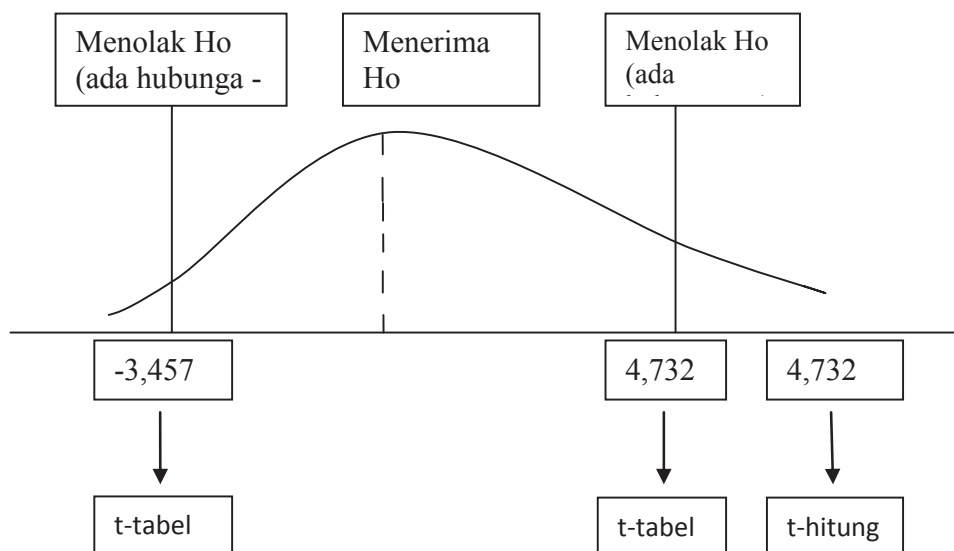 Menolak Ho
(ada hubunga -
Menerima
Ho
Menolak Ho
(ada
-3,457
4,732
4,732
t-tabel
t-tabel
t-hitung